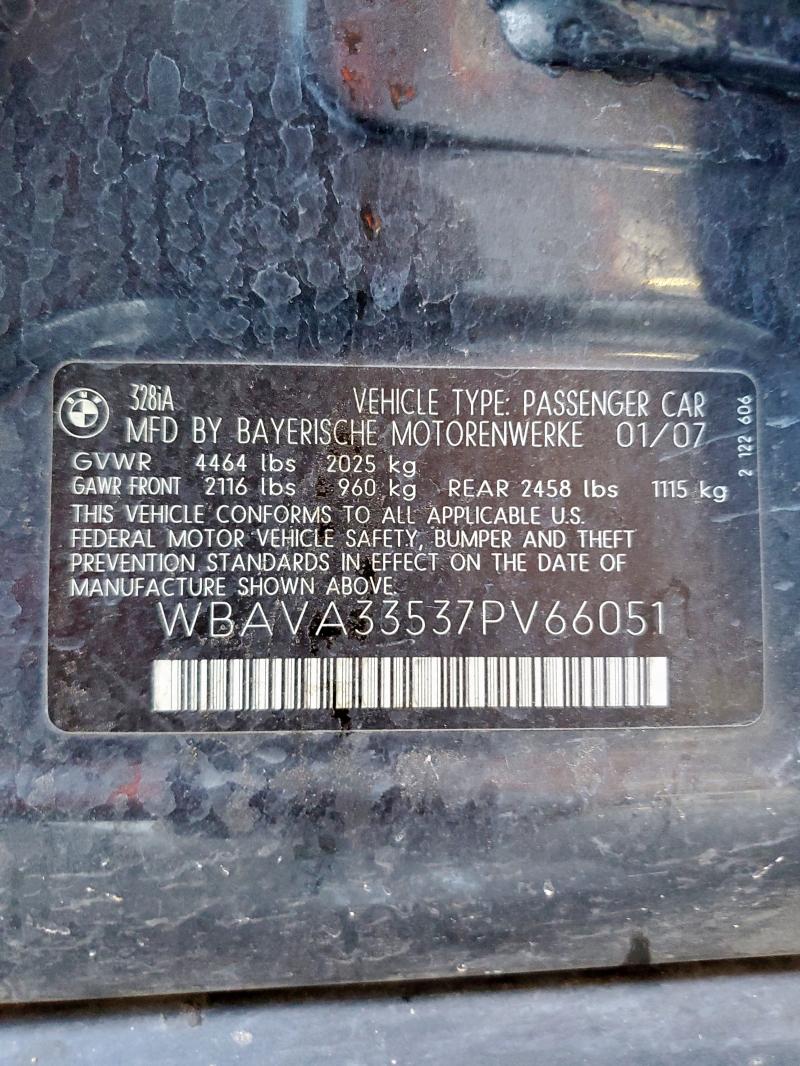 BMW
328iA VEHICLE TYPE: PASSENGER CAR
MFD BY BAYERISCHE MOTORENWERKE 01/07
GVWR 4464 lbs 2025 kg
GAWR FRONT 2116 lbs 960 kg REAR 2458 lbs 1115 kg
THIS VEHICLE CONFORMS TO ALL APPLICABLE U.S.
FEDERAL MOTOR VEHICLE SAFETY, BUMPER AND THEFT
PREVENTION STANDARDS IN EFFECT ON THE DATE OF
MANUFACTURE SHOWN ABOVE.
WBAVA33537PV66051
2 122 606